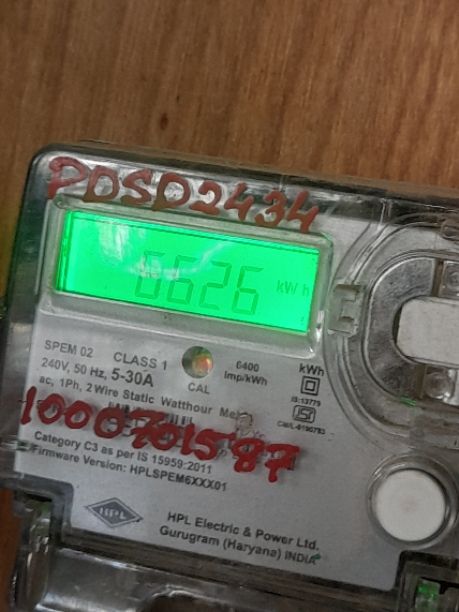 PDSD2434
6626 kWh
SPEM 02 CLASS 1 6400 kWh
240V, 50 Hz, 5-30A CAL Imp/kWh
IS:13779
ac, 1Ph, 2 Wire Static Watthour
1000701587
Category C3 as per IS 15959:2011
Firmware Version: HPLSPEM6XXX01
HPL
HPL Electric & Power Ltd.
Gurugram (Haryana) INDIA